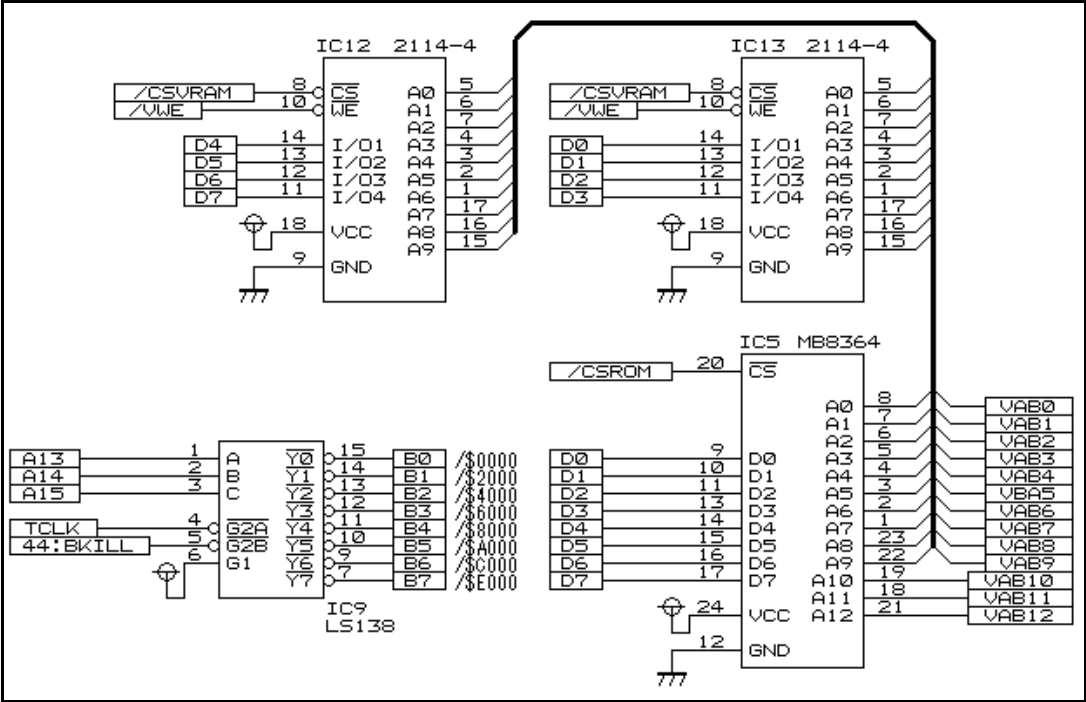 IC12 2114-4
/CSVRAM 8 CS A0 5
/VWE 10 WE A1 6
A2 7
D4 14 I/O1 A3 4
D5 13 I/O2 A4 3
D6 12 I/O3 A5 2
D7 11 I/O4 A6 1
A7 17
18 VCC A8 16
A9 15
9 GND
IC13 2114-4
/CSVRAM 8 CS A0 5
/VWE 10 WE A1 6
A2 7
D0 14 I/O1 A3 4
D1 13 I/O2 A4 3
D2 12 I/O3 A5 2
D3 11 I/O4 A6 1
A7 17
18 VCC A8 16
A9 15
9 GND
A13 1 A Y0 15 B0 /$0000
A14 2 B Y1 14 B1 /$2000
A15 3 C Y2 13 B2 /$4000
Y3 12 B3 /$6000
TCLK 4 G2A Y4 11 B4 /$8000
44:BKILL 5 G2B Y5 10 B5 /$A000
6 G1 Y6 9 B6 /$C000
Y7 7 B7 /$E000
IC9
LS138
IC5 MB8364
/CSROM 20 CS
A0 8 VAB0
A1 7 VAB1
A2 6 VAB2
D0 9 D0 A3 5 VAB3
D1 10 D1 A4 4 VAB4
D2 11 D2 A5 3 VBA5
D3 13 D3 A6 2 VAB6
D4 14 D4 A7 1 VAB7
D5 15 D5 A8 23 VAB8
D6 16 D6 A9 22 VAB9
D7 17 D7 A10 19 VAB10
A11 18 VAB11
24 VCC A12 21 VAB12
12 GND